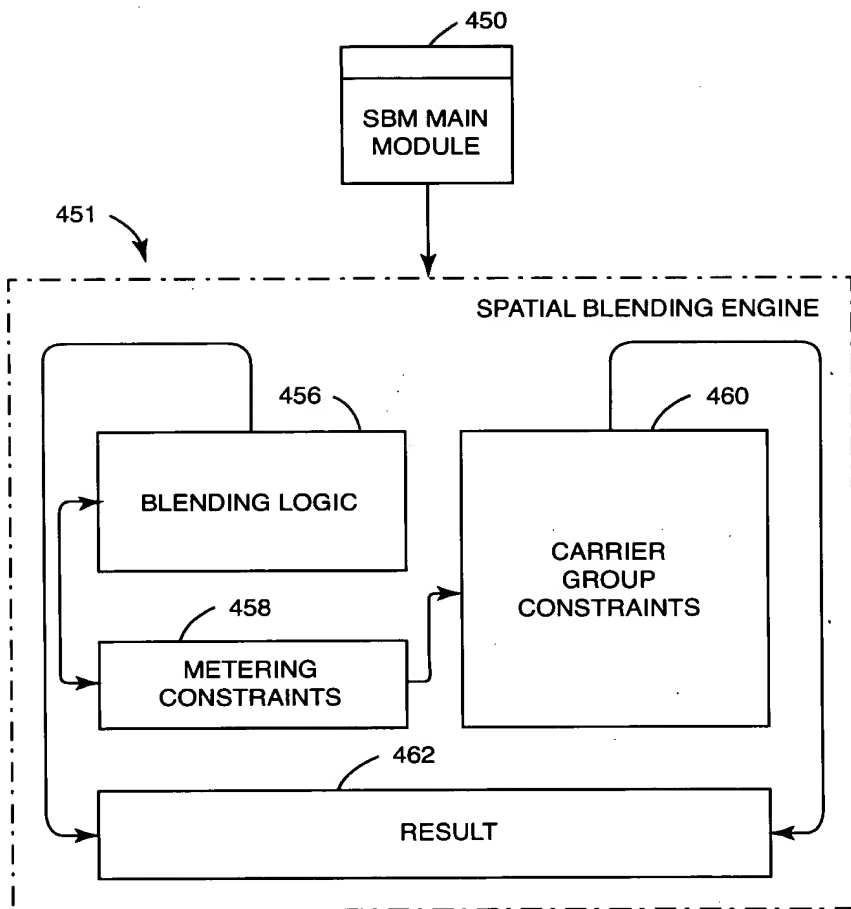 450
SBM MAIN
MODULE
451
SPATIAL BLENDING ENGINE
456
460
BLENDING LOGIC
CARRIER
GROUP
CONSTRAINTS
458
METERING
CONSTRAINTS
462
RESULT